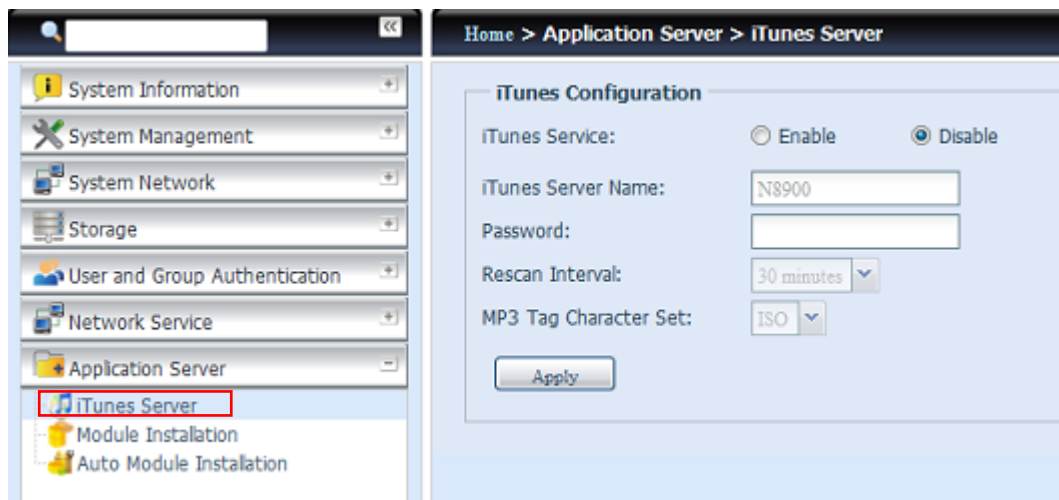 Home > Application Server > iTunes Server
System Information
System Management
System Network
Storage
User and Group Authentication
Network Service
Application Server
iTunes Server
Module Installation
Auto Module Installation
iTunes Configuration
iTunes Service: Enable Disable
iTunes Server Name: N8900
Password:
Rescan Interval: 30 minutes
MP3 Tag Character Set: ISO
Apply